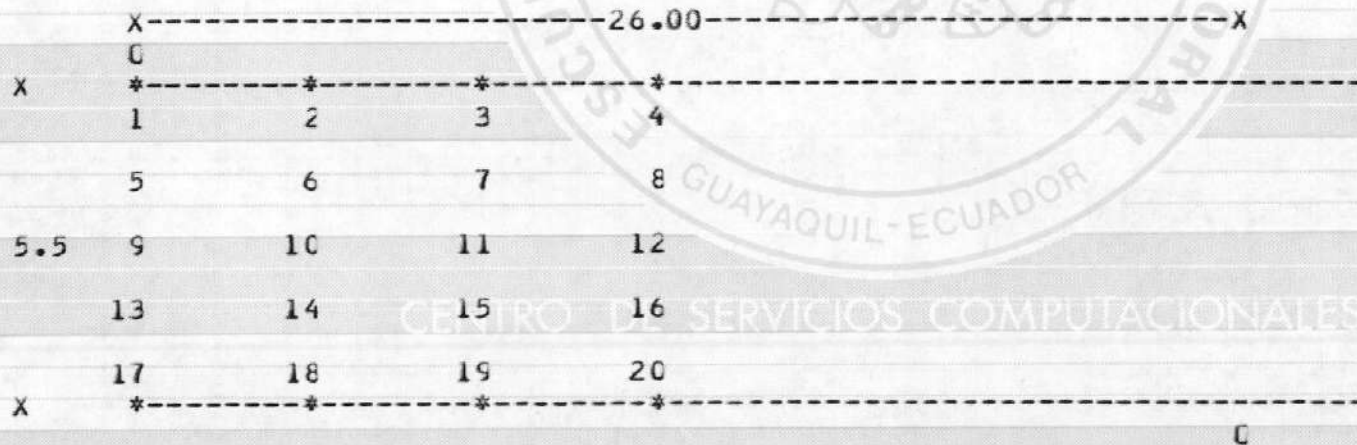 X---------------------------26.00------------------------------X
C
X *---------*---------*---------*----------------------------------------
1 2 3 4
5 6 7 8
GUAYAQUIL-ECUADOR
5.5 9 10 11 12
13 14 15 16
CENTRO DE SERVICIOS COMPUTACIONALES
17 18 19 20
X *---------*---------*---------*----------------------------------------
C